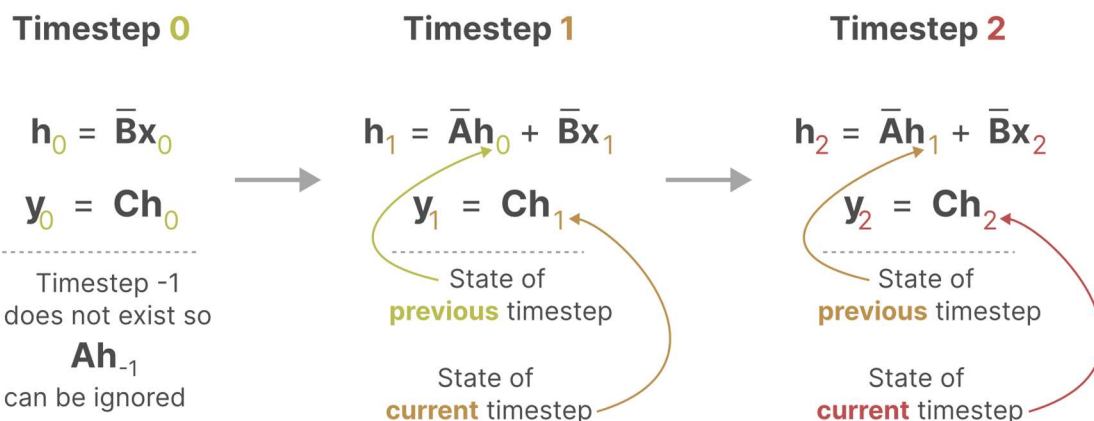 Timestep 0
h₀ = B̅x₀
y₀ = Ch₀
Timestep -1
does not exist so
Ah₋₁
can be ignored
Timestep 1
h₁ = A̅h₀ + B̅x₁
y₁ = Ch₁
State of
previous timestep
State of
current timestep
Timestep 2
h₂ = A̅h₁ + B̅x₂
y₂ = Ch₂
State of
previous timestep
State of
current timestep